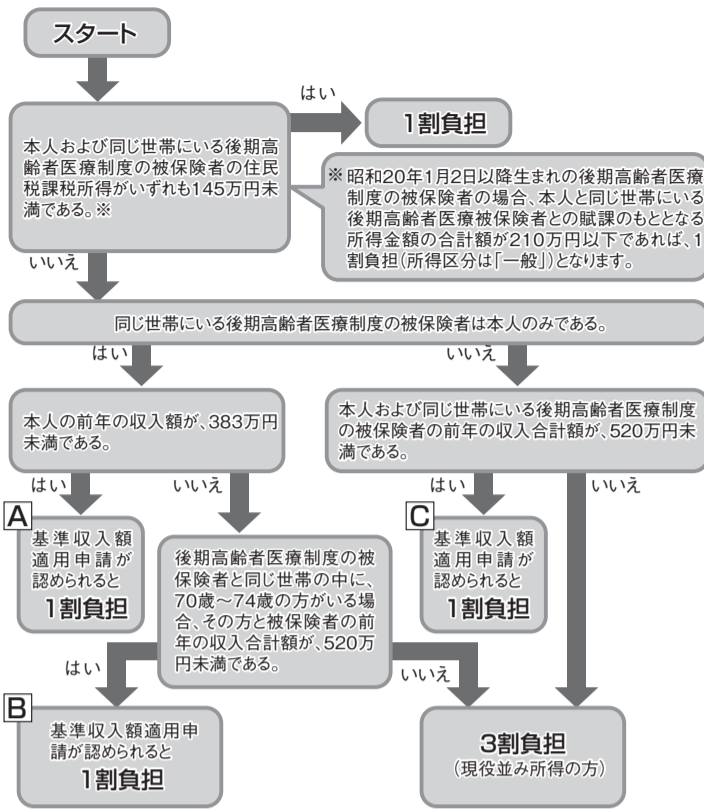 スタート
はい
1割負担
本人および同じ世帯にいる後期高
齢者医療制度の被保険者の住民
税課税所得がいずれも145万円未
満である。※
※昭和20年1月2日以降生まれの後期高齢者医療
制度の被保険者の場合、本人と同じ世帯にいる
後期高齢者医療被保険者との賦課のもととなる
所得金額の合計額が210万円以下であれば、1
割負担(所得区分は「一般」)となります。
いいえ
同じ世帯にいる後期高齢者医療制度の被保険者は本人のみである。
はい
いいえ
本人の前年の収入額が、383万円
未満である。
本人および同じ世帯にいる後期高齢者医療制度
の被保険者の前年の収入合計額が、520万円未
満である。
はい
いいえ
はい
いいえ
A
基準収入額
適用申請が
認められると
1割負担
後期高齢者医療制度の被
保険者と同じ世帯の中に、
70歳～74歳の方がいる場
合、その方と被保険者の前
年の収入合計額が、520万
円未満である。
C
基準収入額
適用申請が
認められると
1割負担
はい
いいえ
B
基準収入額適用申
請が認められると
1割負担
3割負担
(現役並み所得の方)